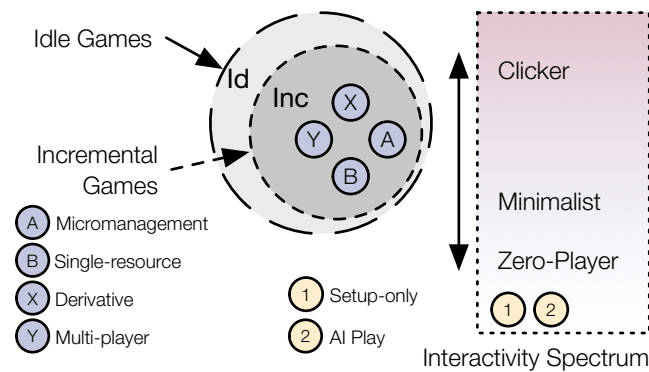 Idle Games
Id
Inc
X
Y
A
B
Incremental
Games
A Micromanagement
B Single-resource
X Derivative
Y Multi-player
1 Setup-only
2 AI Play
Clicker
Minimalist
Zero-Player
1 2
Interactivity Spectrum